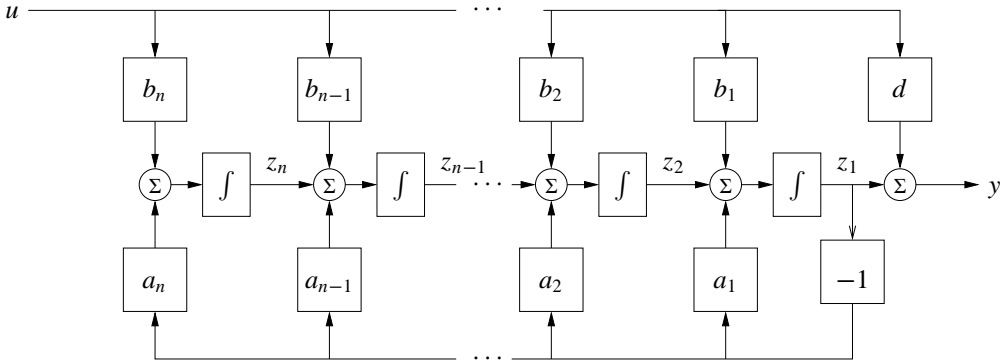 u ···
b_n b_{n−1} b_2 b_1 d
z_n z_{n−1} z_2 z_1
Σ ∫ Σ ∫ ··· Σ ∫ Σ ∫ Σ y
a_n a_{n−1} a_2 a_1 −1
···